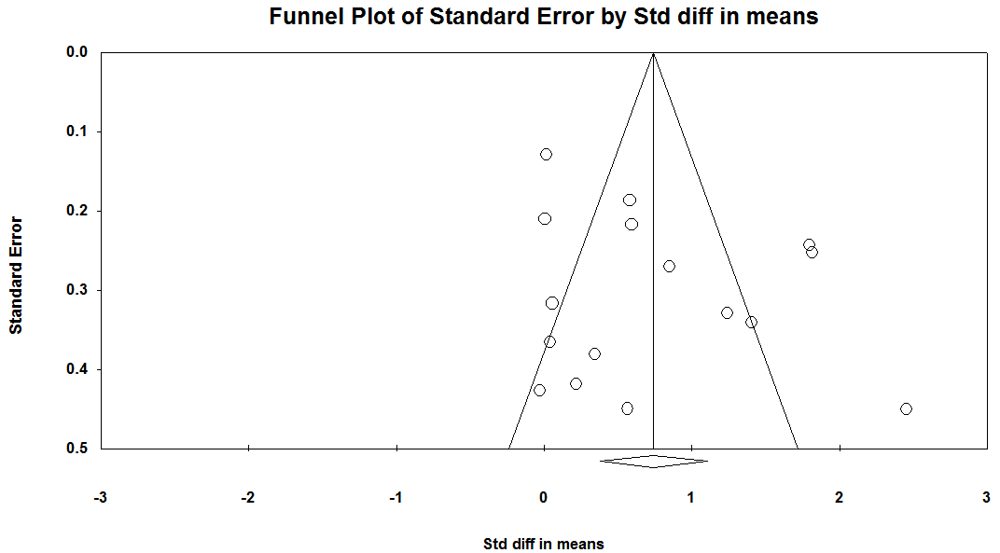 Funnel Plot of Standard Error by Std diff in means
0.0
0.1
0.2
0.3
0.4
0.5
Standard Error
-3 -2 -1 0 1 2 3
Std diff in means